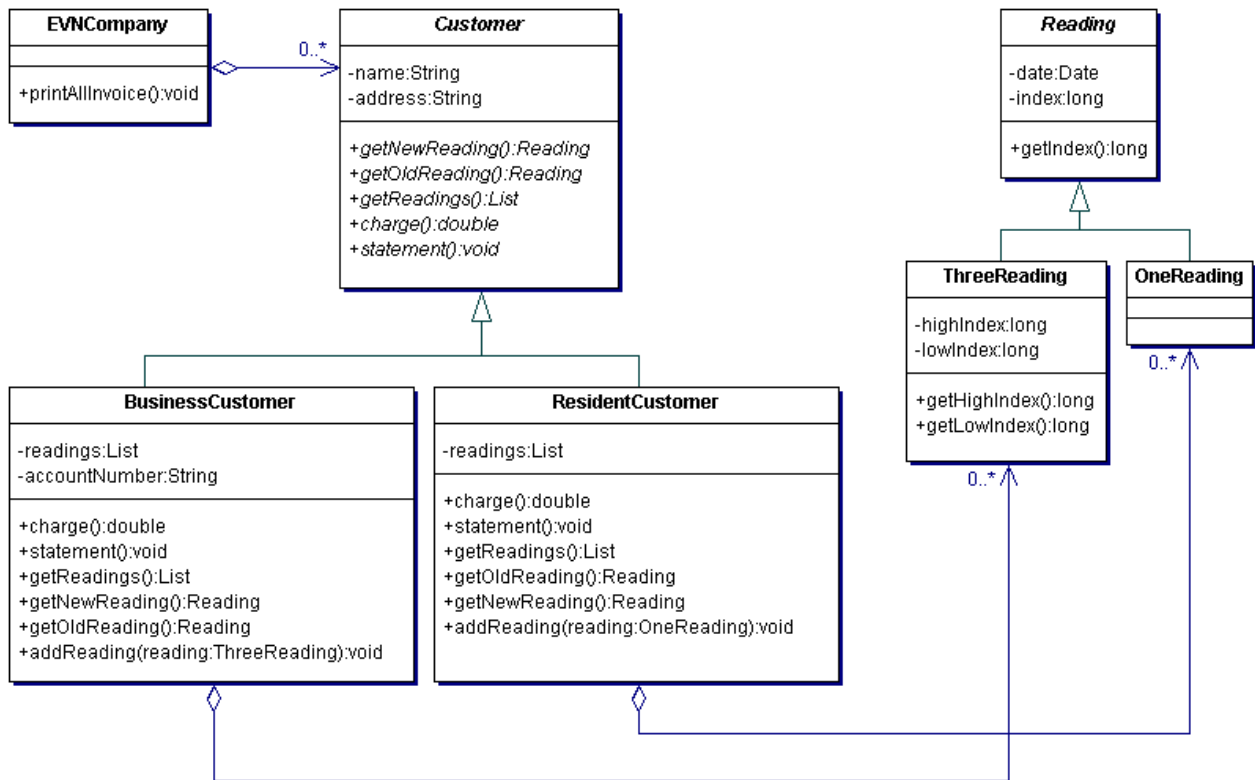 EVNCompany
+printAllInvoice():void
0..*
Customer
-name:String
-address:String
+getNewReading():Reading
+getOldReading():Reading
+getReadings():List
+charge():double
+statement():void
Reading
-date:Date
-index:long
+getIndex():long
ThreeReading
-highIndex:long
-lowIndex:long
+getHighIndex():long
+getLowIndex():long
0..*
OneReading
0..*
BusinessCustomer
-readings:List
-accountNumber:String
+charge():double
+statement():void
+getReadings():List
+getNewReading():Reading
+getOldReading():Reading
+addReading(reading:ThreeReading):void
ResidentCustomer
-readings:List
+charge():double
+statement():void
+getReadings():List
+getOldReading():Reading
+getNewReading():Reading
+addReading(reading:OneReading):void